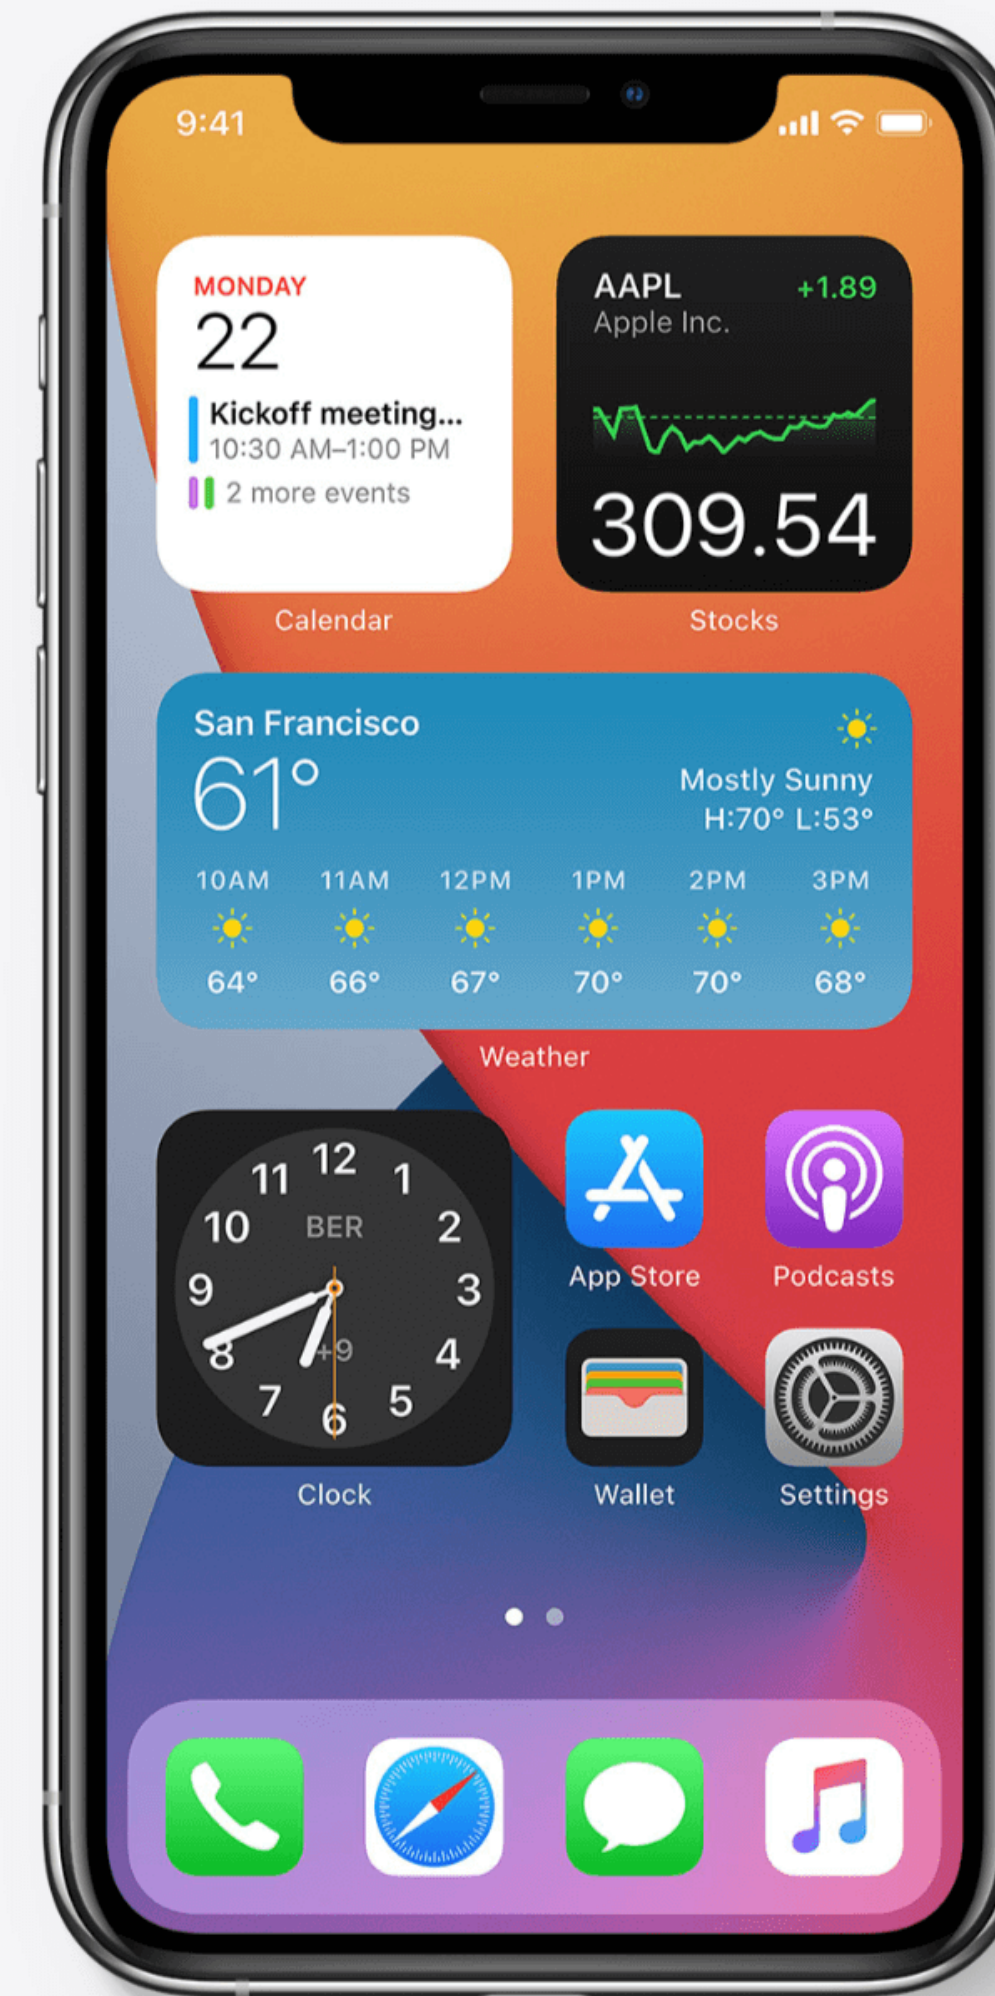 9:41
MONDAY
22
Kickoff meeting...
10:30 AM–1:00 PM
2 more events
Calendar
AAPL +1.89
Apple Inc.
309.54
Stocks
San Francisco
61°
Mostly Sunny
H:70° L:53°
10AM 11AM 12PM 1PM 2PM 3PM
64° 66° 67° 70° 70° 68°
Weather
12
11 1
10 BER 2
9 3
8 +9 4
7 5
6
Clock
App Store Podcasts
Wallet Settings